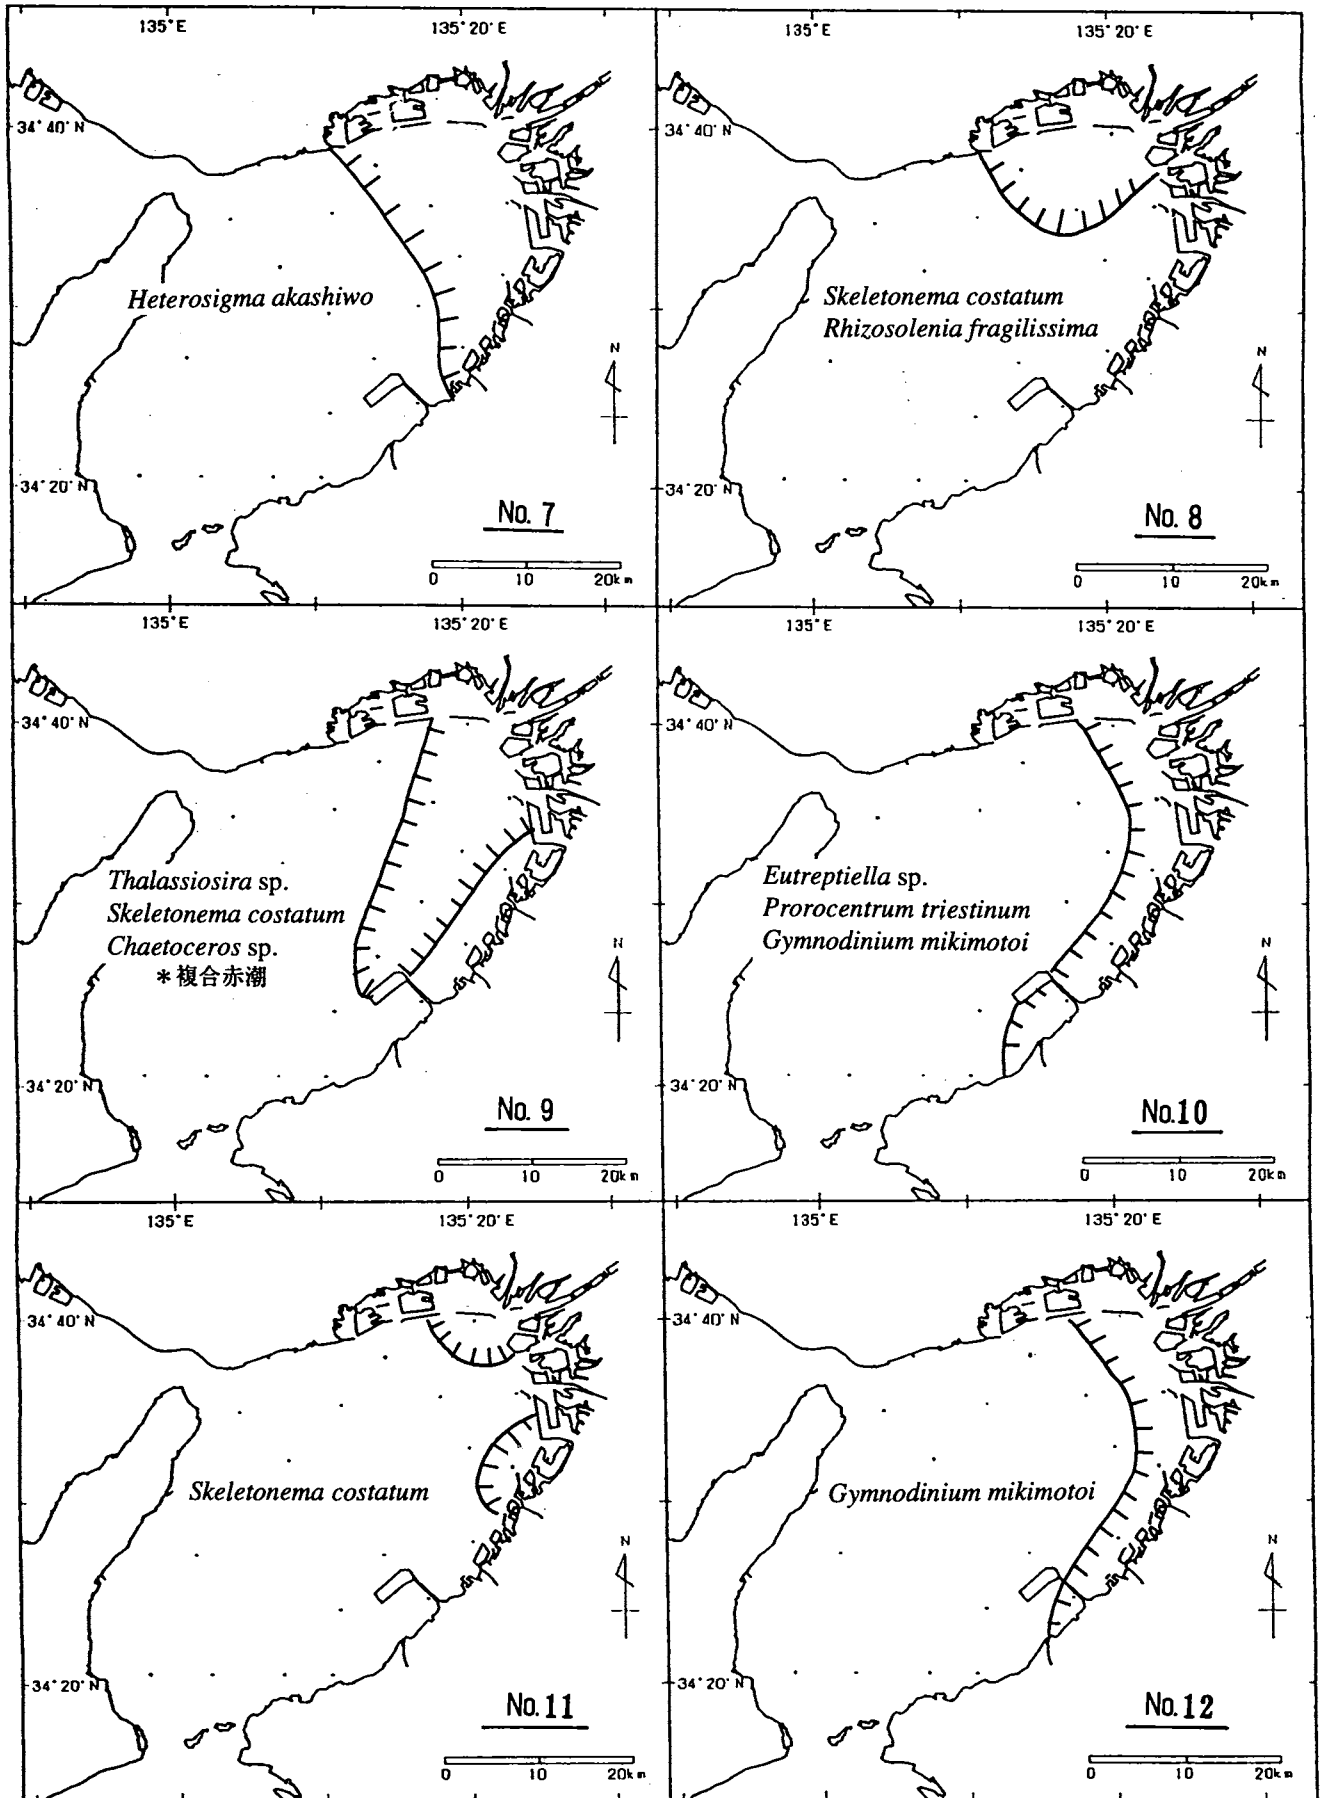 135°E
135°20'E
34°40'N
Heterosigma akashiwo
N
34°20'N
No. 7
0 10 20km
135°E
135°20'E
34°40'N
Skeletonema costatum
Rhizosolenia fragilissima
N
34°20'N
No. 8
0 10 20km
135°E
135°20'E
34°40'N
Thalassiosira sp.
Skeletonema costatum
Chaetoceros sp.
*複合赤潮
N
34°20'N
No. 9
0 10 20km
135°E
135°20'E
34°40'N
Eutreptiella sp.
Prorocentrum triestinum
Gymnodinium mikimotoi
N
34°20'N
No.10
0 10 20km
135°E
135°20'E
34°40'N
Skeletonema costatum
N
34°20'N
No.11
0 10 20km
135°E
135°20'E
34°40'N
Gymnodinium mikimotoi
N
34°20'N
No.12
0 10 20km